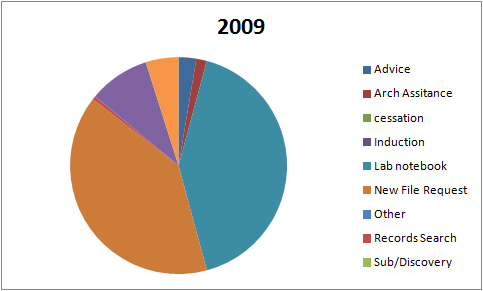 2009
Advice
Arch Assitance
cessation
Induction
Lab notebook
New File Request
Other
Records Search
Sub/Discovery